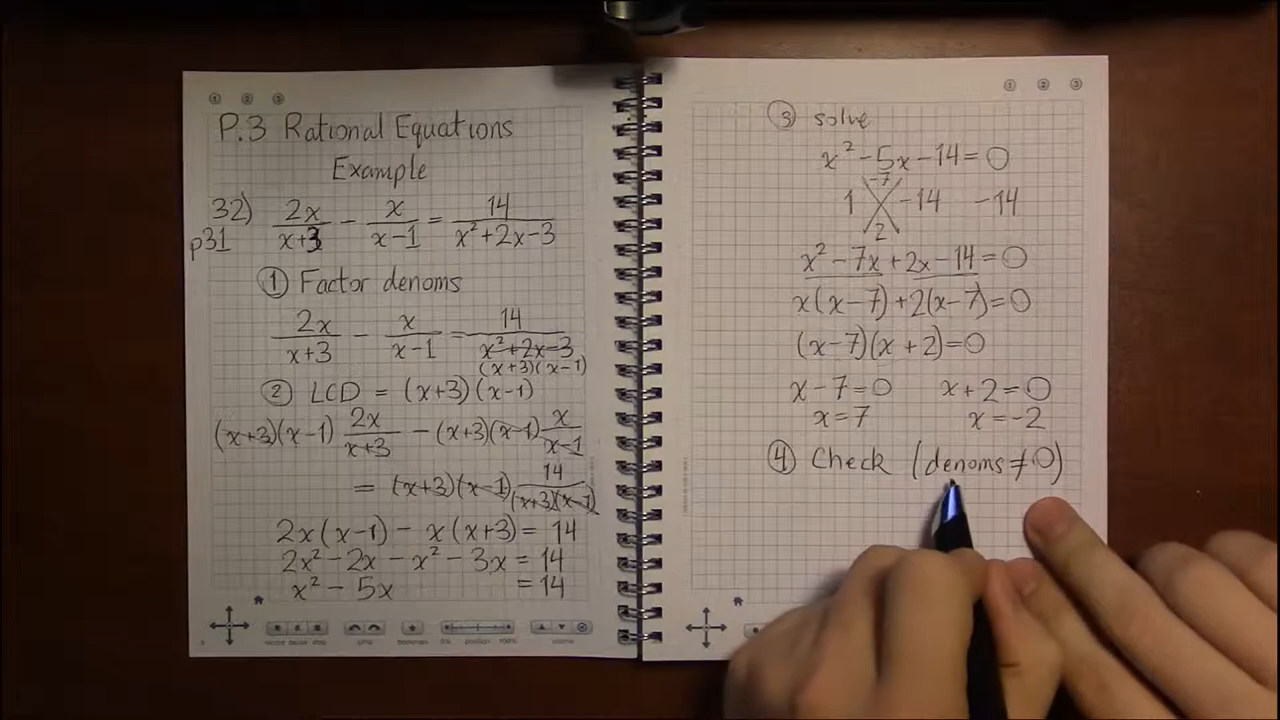 P.3 Rational Equations
Example
32) 2x/(x+3) - x/(x-1) = 14/(x²+2x-3)
p31
① Factor denoms
2x/(x+3) - x/(x-1) = 14/(x²+2x-3)
(x+3)(x-1)
② LCD = (x+3)(x-1)
(x+3)(x-1) 2x/(x+3) - (x+3)(x-1) x/(x-1)
= (x+3)(x-1) 14/((x+3)(x-1))
2x(x-1) - x(x+3) = 14
2x² - 2x - x² - 3x = 14
x² - 5x = 14
③ solve
x² - 5x - 14 = 0
-7
1 -14 -14
2
x² - 7x + 2x - 14 = 0
x(x-7) + 2(x-7) = 0
(x-7)(x+2) = 0
x-7=0 x+2=0
x=7 x=-2
④ Check (denoms ≠ 0)